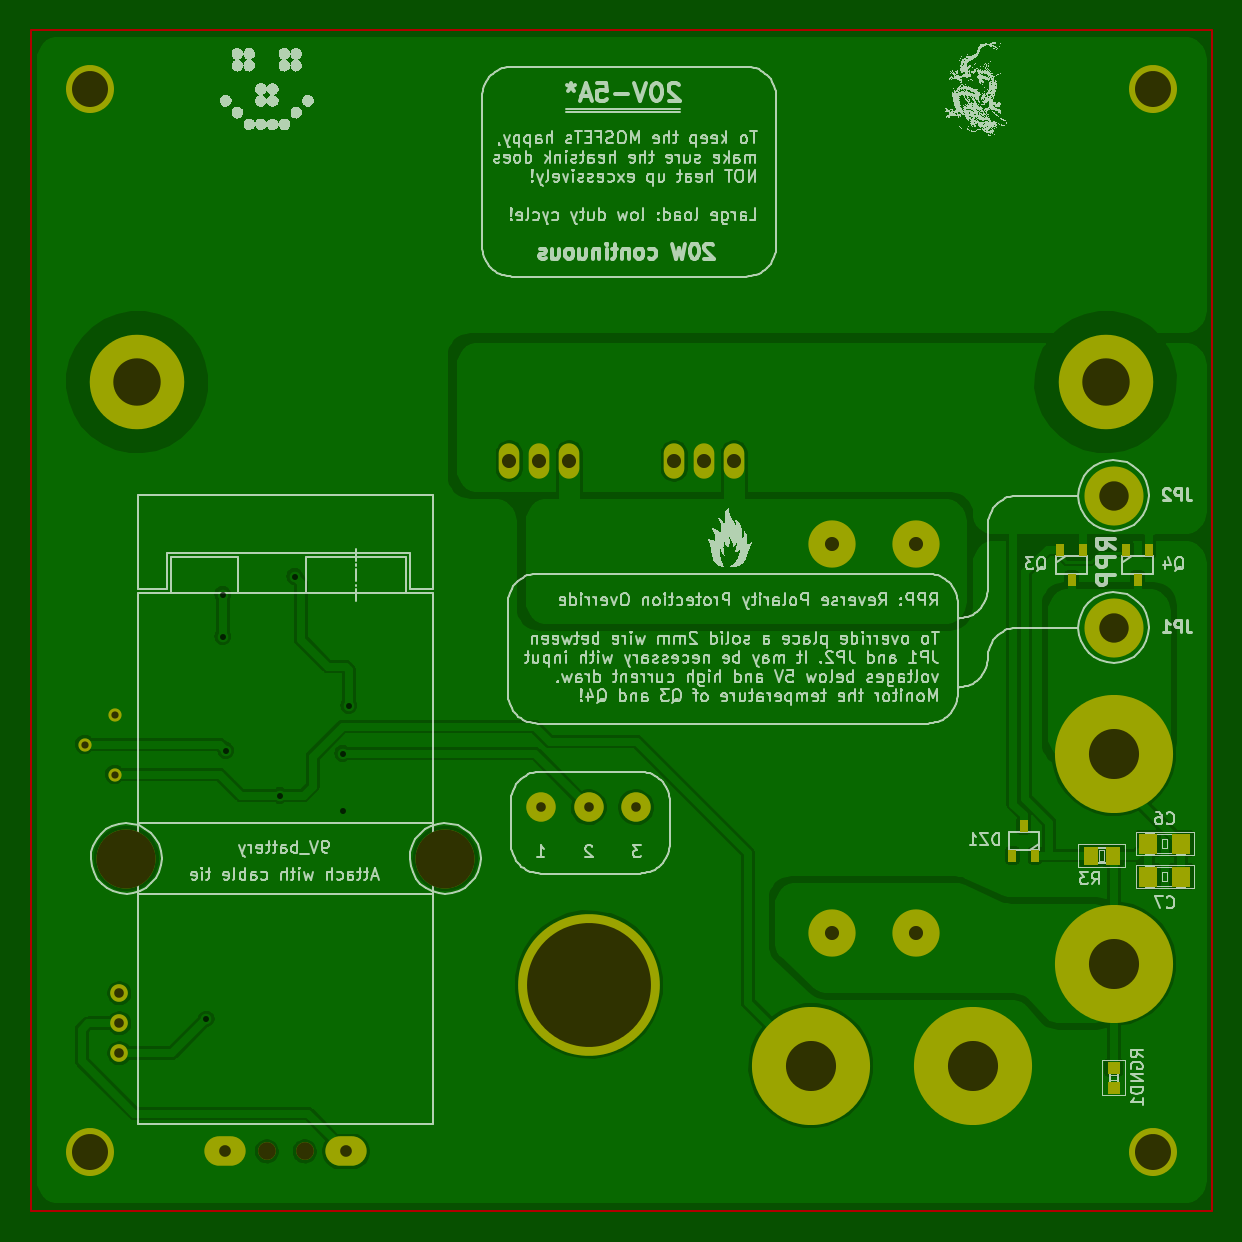 20V-5A*
To keep the MOSFETs happy,
make sure the heatsink does
NOT heat up excessively!
Large load: low duty cycle!
20W continuous
JP2
Q3
RPP
Q4
RPP: Reverse Polarity Protection Override
To override place a solid 2mm wire between
JP1 and JP2. It may be necessary with input
voltages below 5V and high current draw.
Monitor the temperature of Q3 and Q4!
JP1
C6
DZ1
R3
C7
9V_battery
Attach with cable tie
1 2 3
RGND1